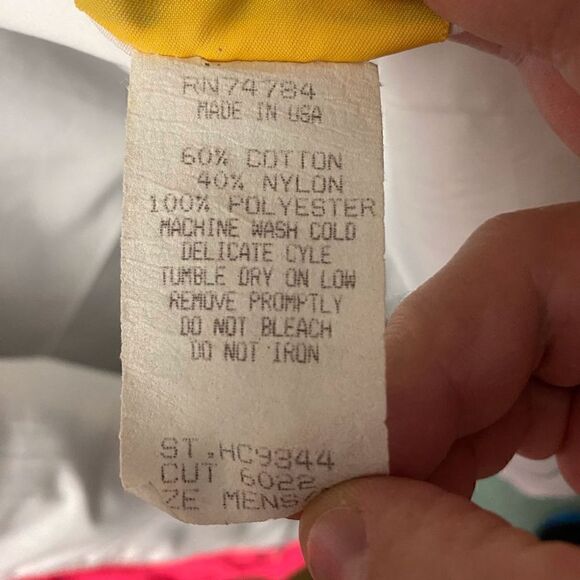 RN74784
MADE IN USA
60% COTTON
40% NYLON
100% POLYESTER
MACHINE WASH COLD
DELICATE CYLE
TUMBLE DRY ON LOW
REMOVE PROMPTLY
DO NOT BLEACH
DO NOT IRON
ST.HC9344
CUT 6022
ZE MENS